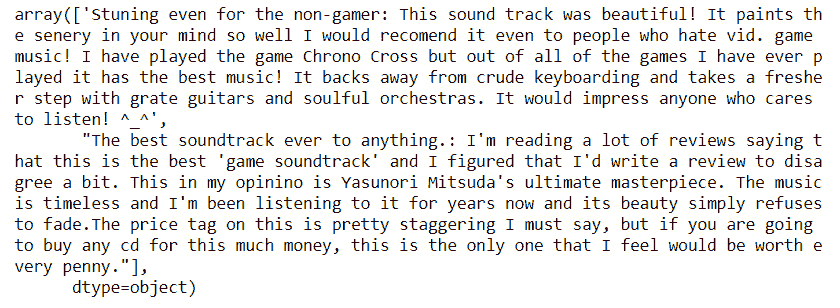 array(['Stuning even for the non-gamer: This sound track was beautiful! It paints th
e senery in your mind so well I would recomend it even to people who hate vid. game
music! I have played the game Chrono Cross but out of all of the games I have ever p
layed it has the best music! It backs away from crude keyboarding and takes a freshe
r step with grate guitars and soulful orchestras. It would impress anyone who cares
to listen! ^_^',
"The best soundtrack ever to anything.: I'm reading a lot of reviews saying t
hat this is the best 'game soundtrack' and I figured that I'd write a review to disa
gree a bit. This in my opinino is Yasunori Mitsuda's ultimate masterpiece. The music
is timeless and I'm been listening to it for years now and its beauty simply refuses
to fade.The price tag on this is pretty staggering I must say, but if you are going
to buy any cd for this much money, this is the only one that I feel would be worth e
very penny."],
dtype=object)